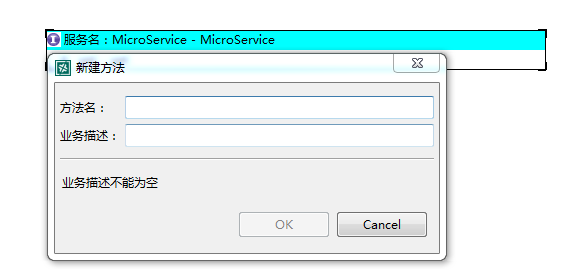 服务名：MicroService - MicroService
新建方法
方法名：
业务描述：
业务描述不能为空
OK
Cancel